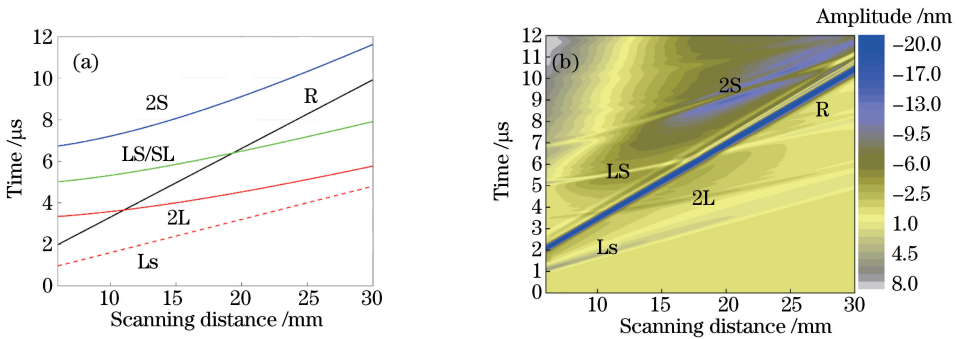 12
10
8
6
4
2
0
Time /μs
(a)
2S
R
LS/SL
2L
Ls
10
15
20
25
30
Scanning distance /mm
12
11
10
9
8
7
6
5
4
3
2
1
0
Time /μs
(b)
2S
R
LS
2L
Ls
10
15
20
25
30
Scanning distance /mm
Amplitude /nm
−20.0
−17.0
−13.0
−9.5
−6.0
−2.5
1.0
4.5
8.0